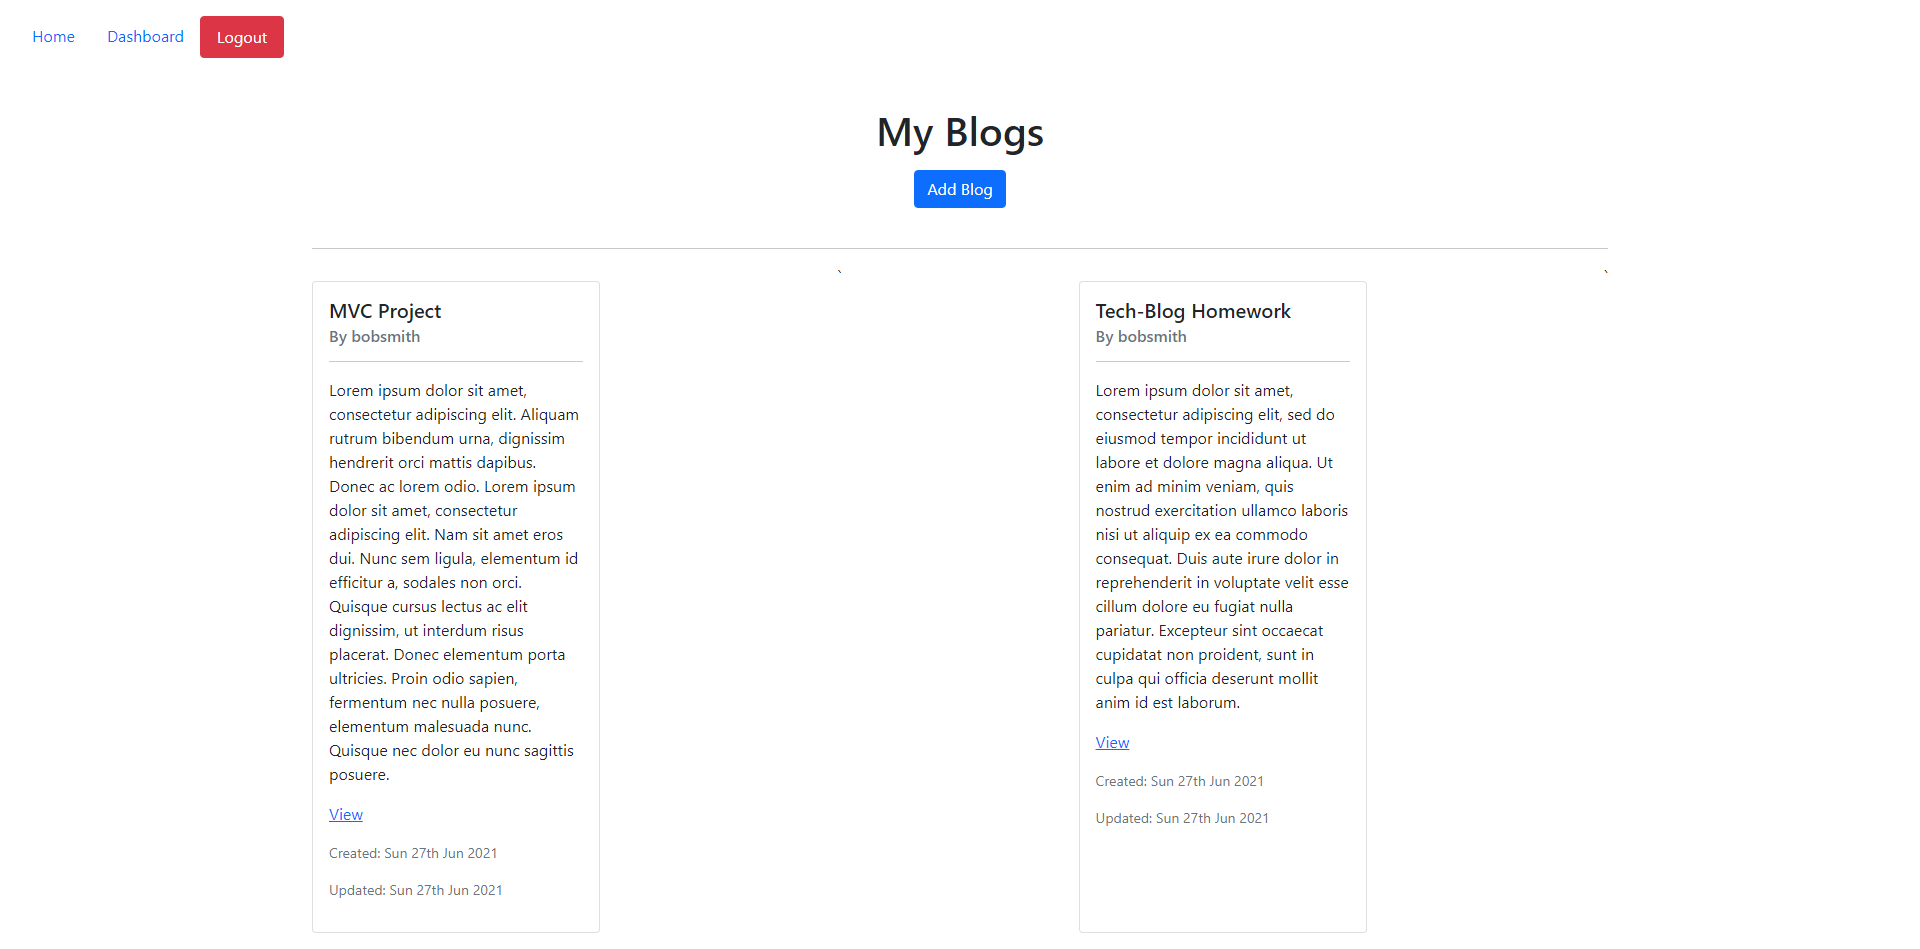 Home Dashboard Logout
My Blogs
Add Blog
`
`
MVC Project
By bobsmith
Lorem ipsum dolor sit amet,
consectetur adipiscing elit. Aliquam
rutrum bibendum urna, dignissim
hendrerit orci mattis dapibus.
Donec ac lorem odio. Lorem ipsum
dolor sit amet, consectetur
adipiscing elit. Nam sit amet eros
dui. Nunc sem ligula, elementum id
efficitur a, sodales non orci.
Quisque cursus lectus ac elit
dignissim, ut interdum risus
placerat. Donec elementum porta
ultricies. Proin odio sapien,
fermentum nec nulla posuere,
elementum malesuada nunc.
Quisque nec dolor eu nunc sagittis
posuere.
View
Created: Sun 27th Jun 2021
Updated: Sun 27th Jun 2021
Tech-Blog Homework
By bobsmith
Lorem ipsum dolor sit amet,
consectetur adipiscing elit, sed do
eiusmod tempor incididunt ut
labore et dolore magna aliqua. Ut
enim ad minim veniam, quis
nostrud exercitation ullamco laboris
nisi ut aliquip ex ea commodo
consequat. Duis aute irure dolor in
reprehenderit in voluptate velit esse
cillum dolore eu fugiat nulla
pariatur. Excepteur sint occaecat
cupidatat non proident, sunt in
culpa qui officia deserunt mollit
anim id est laborum.
View
Created: Sun 27th Jun 2021
Updated: Sun 27th Jun 2021